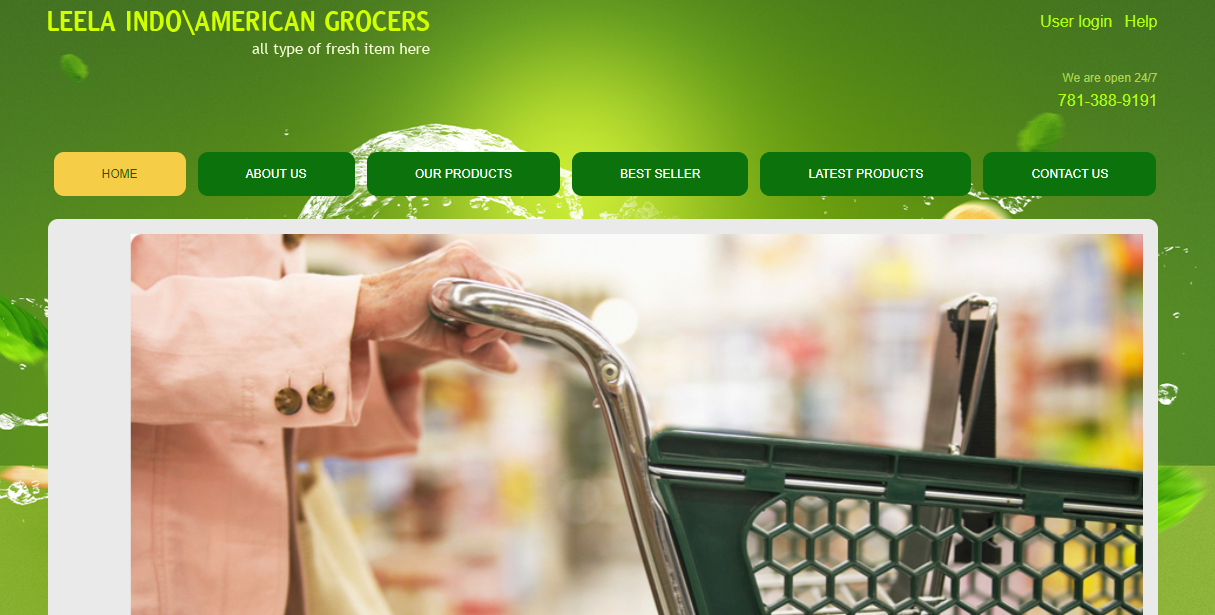 LEELA INDO\AMERICAN GROCERS
all type of fresh item here
User login Help
We are open 24/7
781-388-9191
HOME ABOUT US OUR PRODUCTS BEST SELLER LATEST PRODUCTS CONTACT US